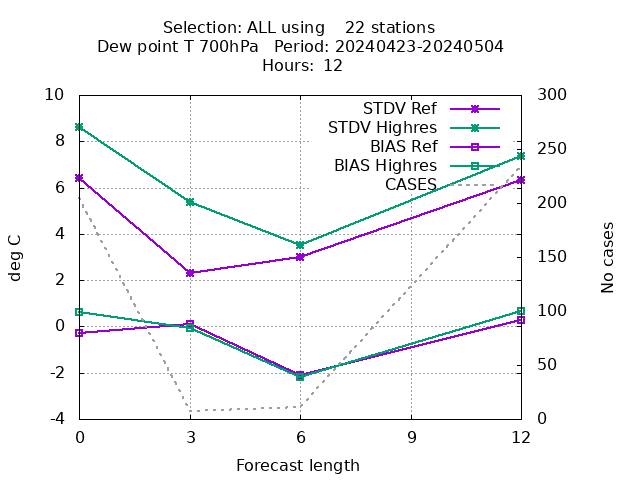 Selection: ALL using    22 stations
Dew point T 700hPa   Period: 20240423-20240504
Hours: 12
STDV Ref
STDV Highres
BIAS Ref
BIAS Highres
CASES
10
8
6
4
2
0
-2
-4
300
250
200
150
100
50
0
deg C
No cases
0 3 6 9 12
Forecast length